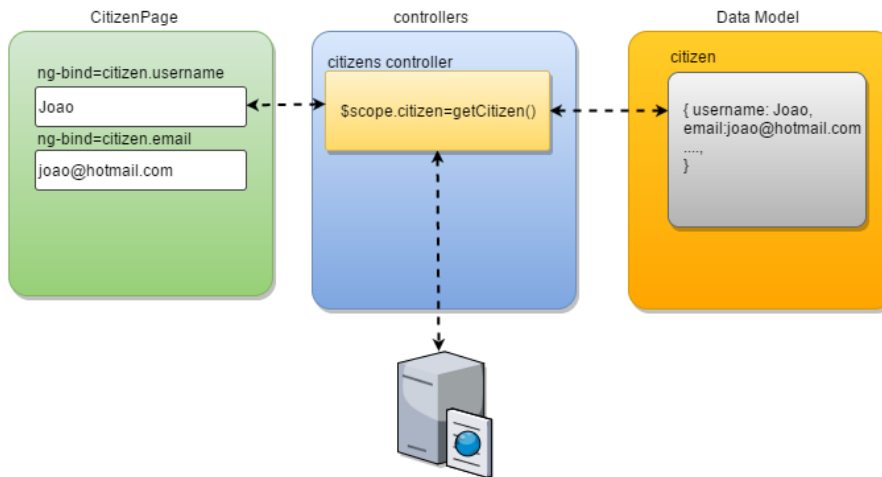 CitizenPage
ng-bind=citizen.username
Joao
ng-bind=citizen.email
joao@hotmail.com
controllers
citizens controller
$scope.citizen=getCitizen()
Data Model
citizen
{ username: Joao,
email:joao@hotmail.com
....,
}